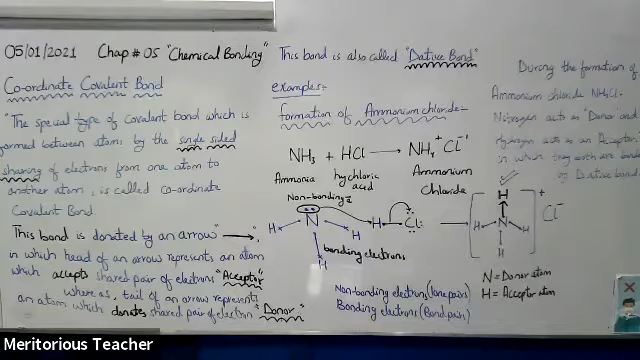 05/01/2021 Chap # 05 "Chemical Bonding"
Co-ordinate Covalent Bond
"The special type of covalent bond which is
formed between atoms by the single sided
sharing of electrons from one atom to
another atom, is called co-ordinate
Covalent Bond.
This bond is donated by an arrow" ⟶",
in which head of an arrow represents an atom
which accepts shared pair of electrons "Acceptor"
where as, tail of an arrow represents
an atom which donates shared pair of electron "Donor"
This bond is also called "Dative Bond"
examples:-
formation of Ammonium chloride:-
NH₃ + HCl ⟶ NH₄⁺ Cl⁻¹
Ammonia hychloric Ammonium
acid Chloride
Non-bonding
H N H H Cl
H
bonding electrons
Non-bonding electrons (lone pairs)
Bonding electrons (Bond pairs)
H
H N H
H
+
Cl⁻
N = Donor atom
H = Acceptor atom
During the formation of
Ammonium chloride NH₄Cl.
Nitrogen acts as "Donor" and
Hydrogen acts as an Acceptor
in which they both are bonded
Dative bond.
Meritorious Teacher